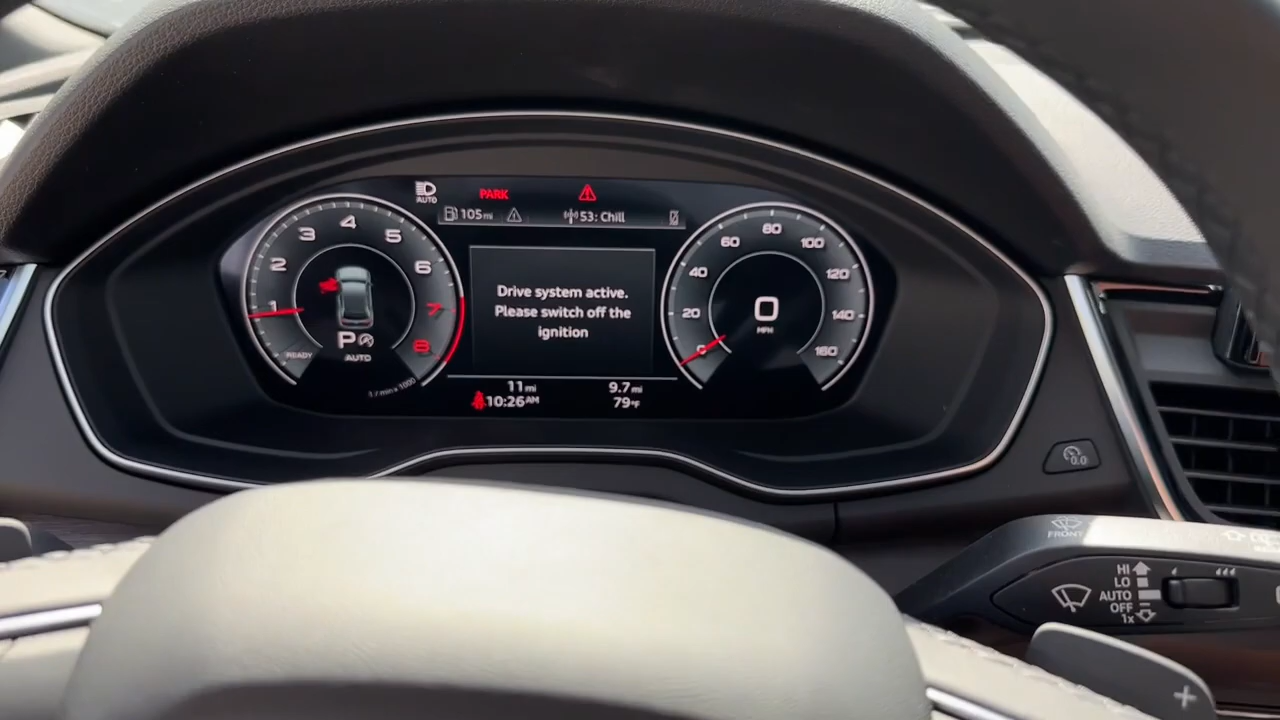 AUTO
PARK
105mi
53: Chill
1
2
3
4
5
6
7
8
READY
P
AUTO
Drive system active.
Please switch off the
ignition
0
20
40
60
80
100
120
140
160
0
MPH
11mi
9.7mi
10:26AM
79°F
0.0
FRONT
HI
LO
AUTO
OFF
1x
+